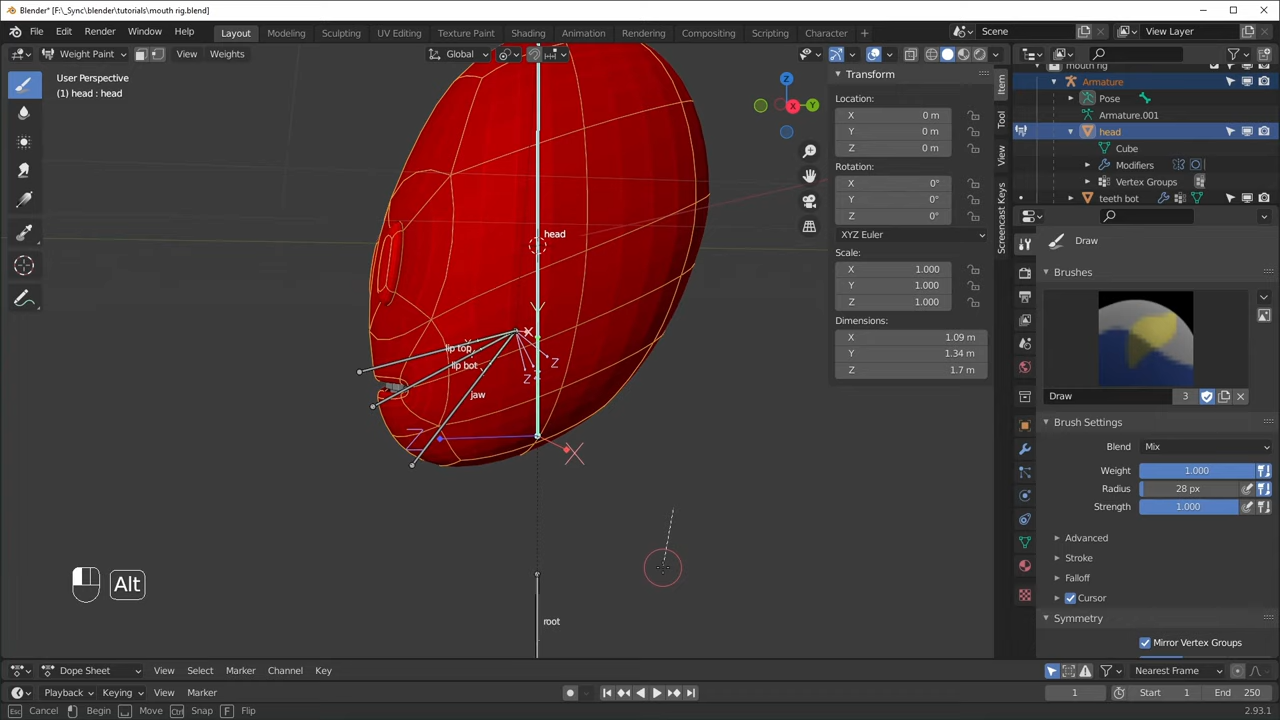 Blender* [F:\_Sync\blender\tutorials\mouth rig.blend]
File Edit Render Window Help Layout Modeling Sculpting UV Editing Texture Paint Shading Animation Rendering Compositing Scripting Character Scene View Layer
Weight Paint View Weights Global
User Perspective
(1) head : head
Transform
Location:
X 0 m
Y 0 m
Z 0 m
Rotation:
X 0°
Y 0°
Z 0°
XYZ Euler
Scale:
X 1.000
Y 1.000
Z 1.000
Dimensions:
X 1.09 m
Y 1.34 m
Z 1.7 m
Item
Tool
View
Screencast Keys
Z
X
Y
head
lip top
lip bot
jaw
X
Z
Z
Z
X
root
Alt
mouth rig
Armature
Pose
Armature.001
head
Cube
Modifiers
Vertex Groups
teeth bot
Draw
Brushes
Draw 3
Brush Settings
Blend Mix
Weight 1.000
Radius 28 px
Strength 1.000
Advanced
Stroke
Falloff
Cursor
Symmetry
Mirror Vertex Groups
Dope Sheet View Select Marker Channel Key Nearest Frame
Playback Keying View Marker 1 Start 1 End 250
Esc Cancel Begin Move Ctrl Snap F Flip 2.93.1